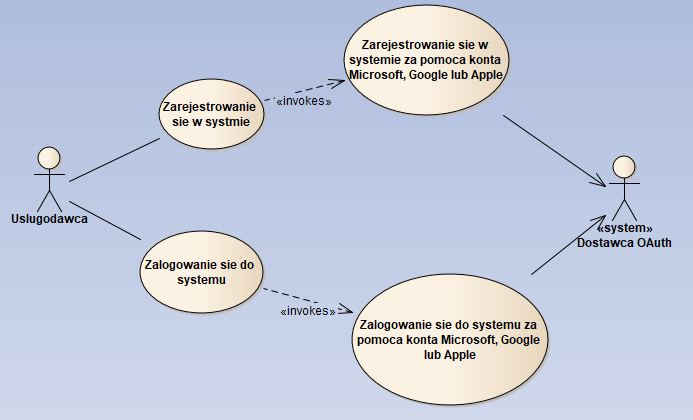 Zarejestrowanie sie w
systemie za pomoca konta
Microsoft, Google lub Apple
«invokes»
Zarejestrowanie
sie w systmie
Uslugodawca
«system»
Dostawca OAuth
Zalogowanie sie do
systemu
«invokes»
Zalogowanie sie do systemu za
pomoca konta Microsoft, Google
lub Apple